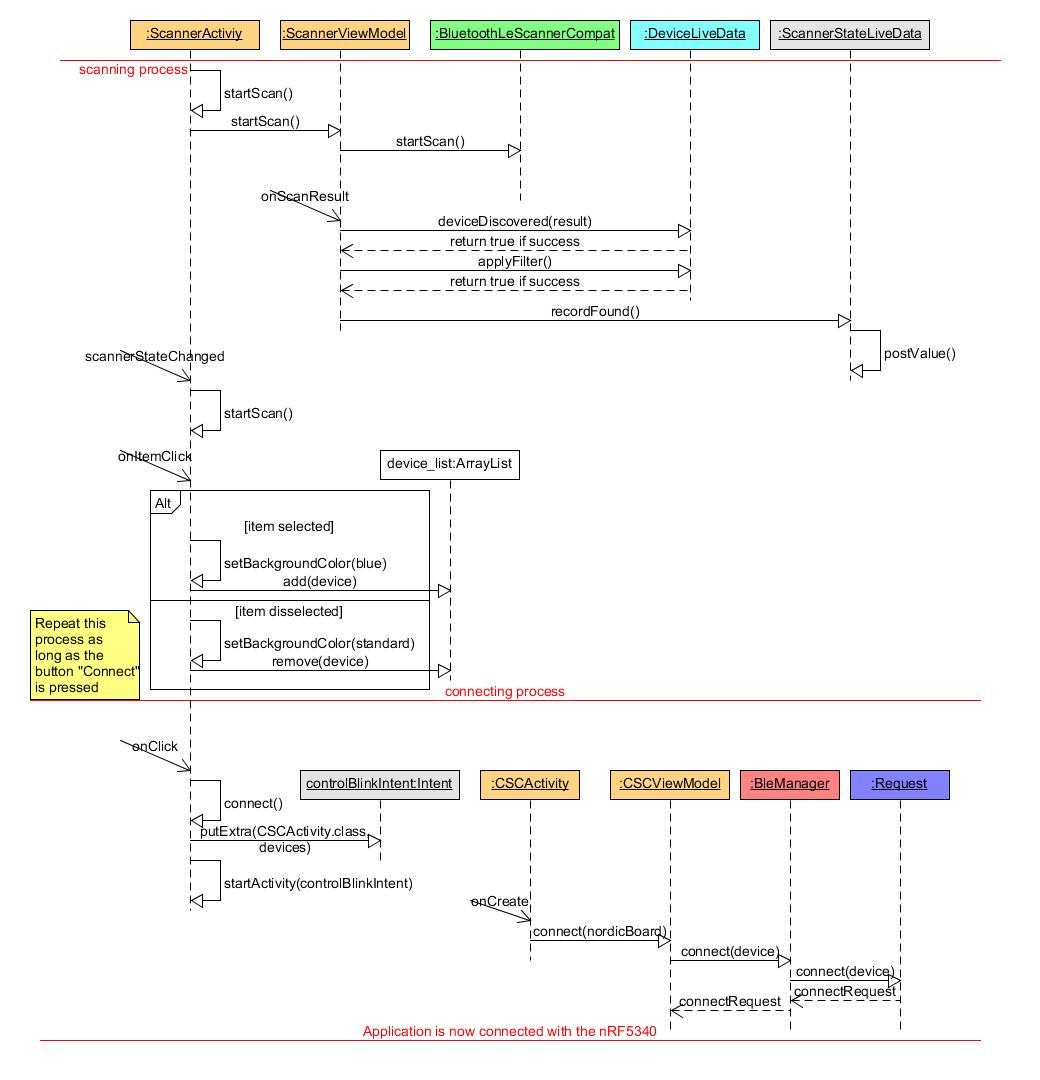 :ScannerActiviy
:ScannerViewModel
:BluetoothLeScannerCompat
:DeviceLiveData
:ScannerStateLiveData
scanning process
startScan()
startScan()
startScan()
onScanResult
deviceDiscovered(result)
return true if success
applyFilter()
return true if success
recordFound()
postValue()
scannerStateChanged
startScan()
onItemClick
device_list:ArrayList
Alt
[item selected]
setBackgroundColor(blue)
add(device)
[item disselected]
Repeat this
process as
long as the
button "Connect"
is pressed
setBackgroundColor(standard)
remove(device)
connecting process
onClick
controlBlinkIntent:Intent
:CSCActivity
:CSCViewModel
:BleManager
:Request
connect()
putExtra(CSCActivity.class,
devices)
startActivity(controlBlinkIntent)
onCreate
connect(nordicBoard)
connect(device)
connect(device)
connectRequest
connectRequest
Application is now connected with the nRF5340